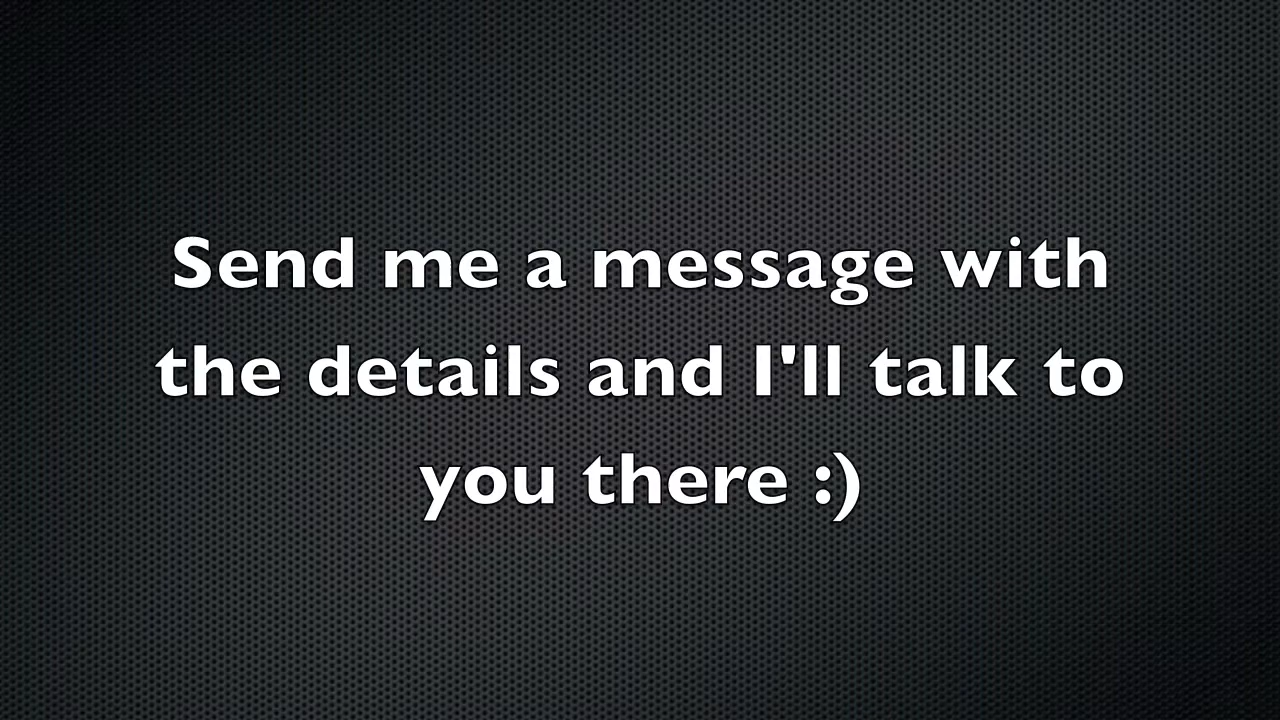 Send me a message with
the details and I'll talk to
you there :)